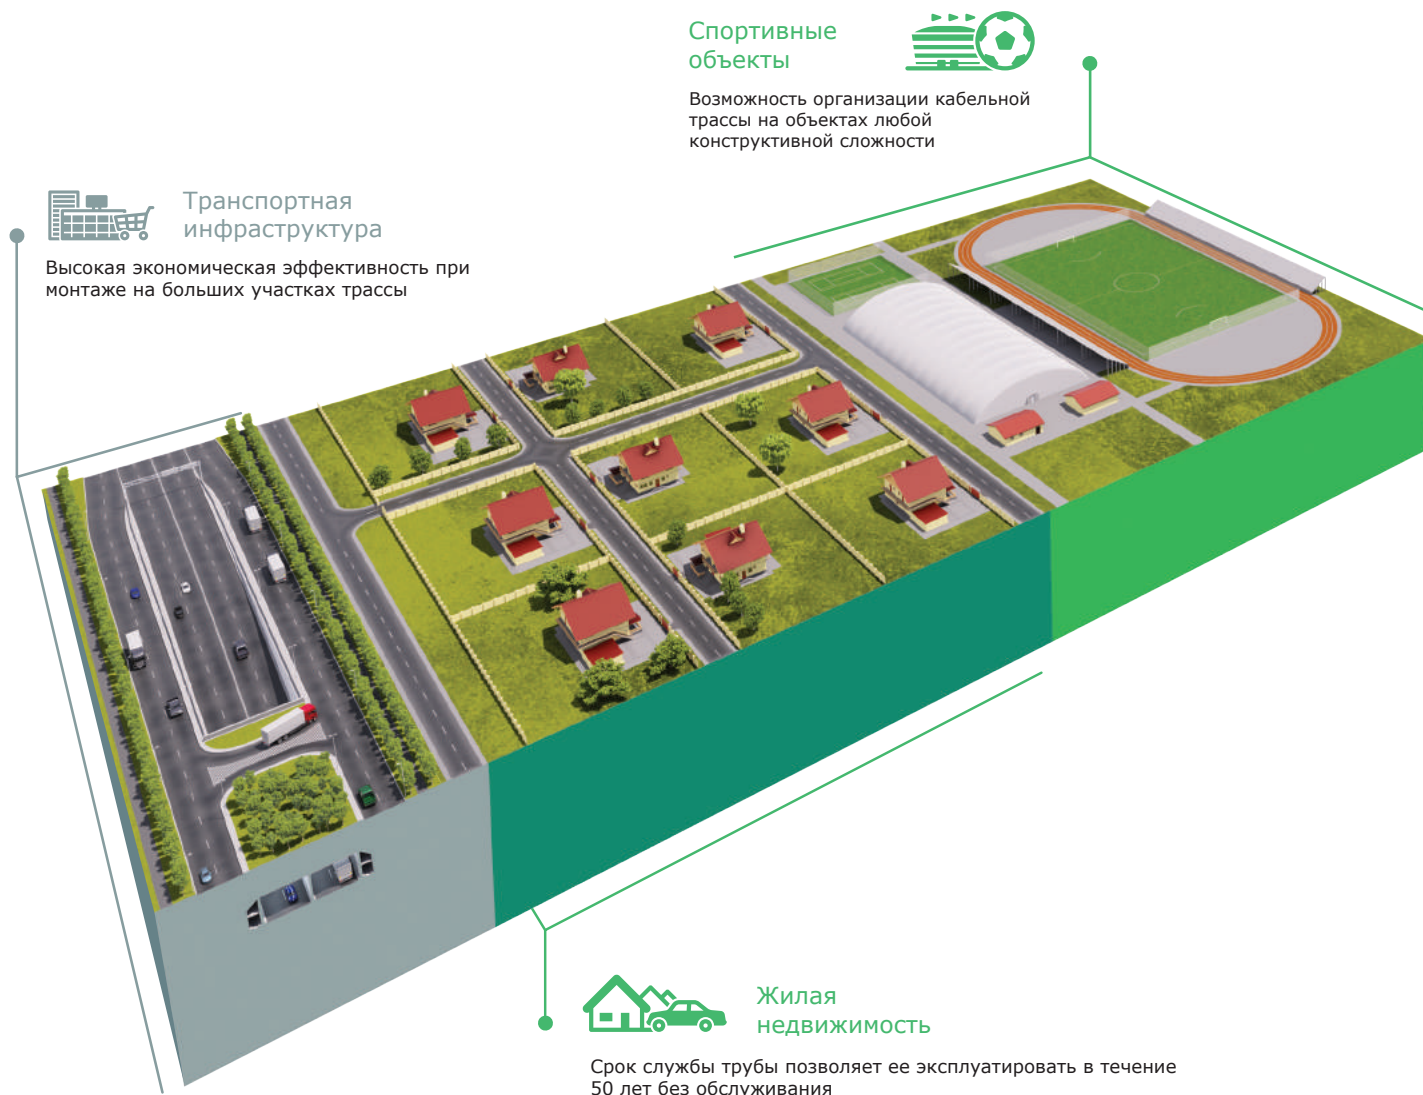 Спортивные
объекты
Возможность организации кабельной
трассы на объектах любой
конструктивной сложности
Транспортная
инфраструктура
Высокая экономическая эффективность при
монтаже на больших участках трассы
Жилая
недвижимость
Срок службы трубы позволяет ее эксплуатировать в течение
50 лет без обслуживания